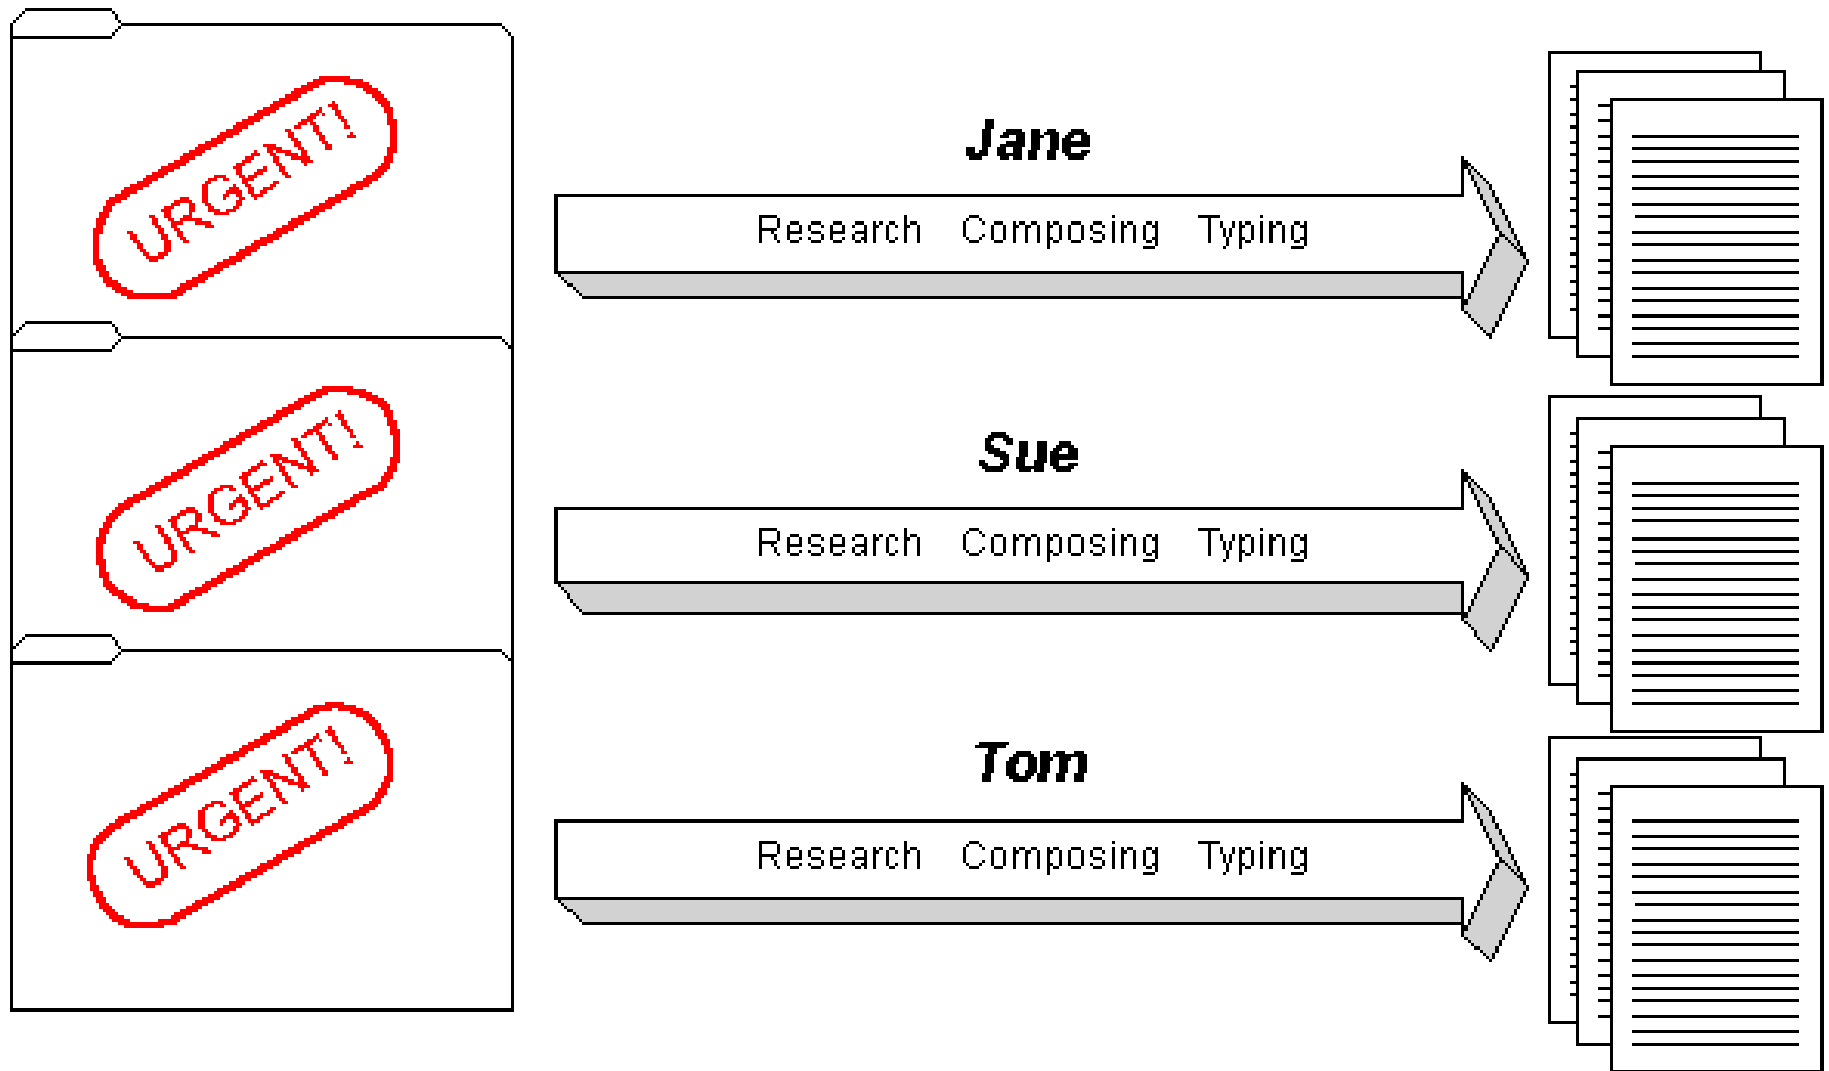 URGENT!
Jane
Research Composing Typing
URGENT!
Sue
Research Composing Typing
URGENT!
Tom
Research Composing Typing